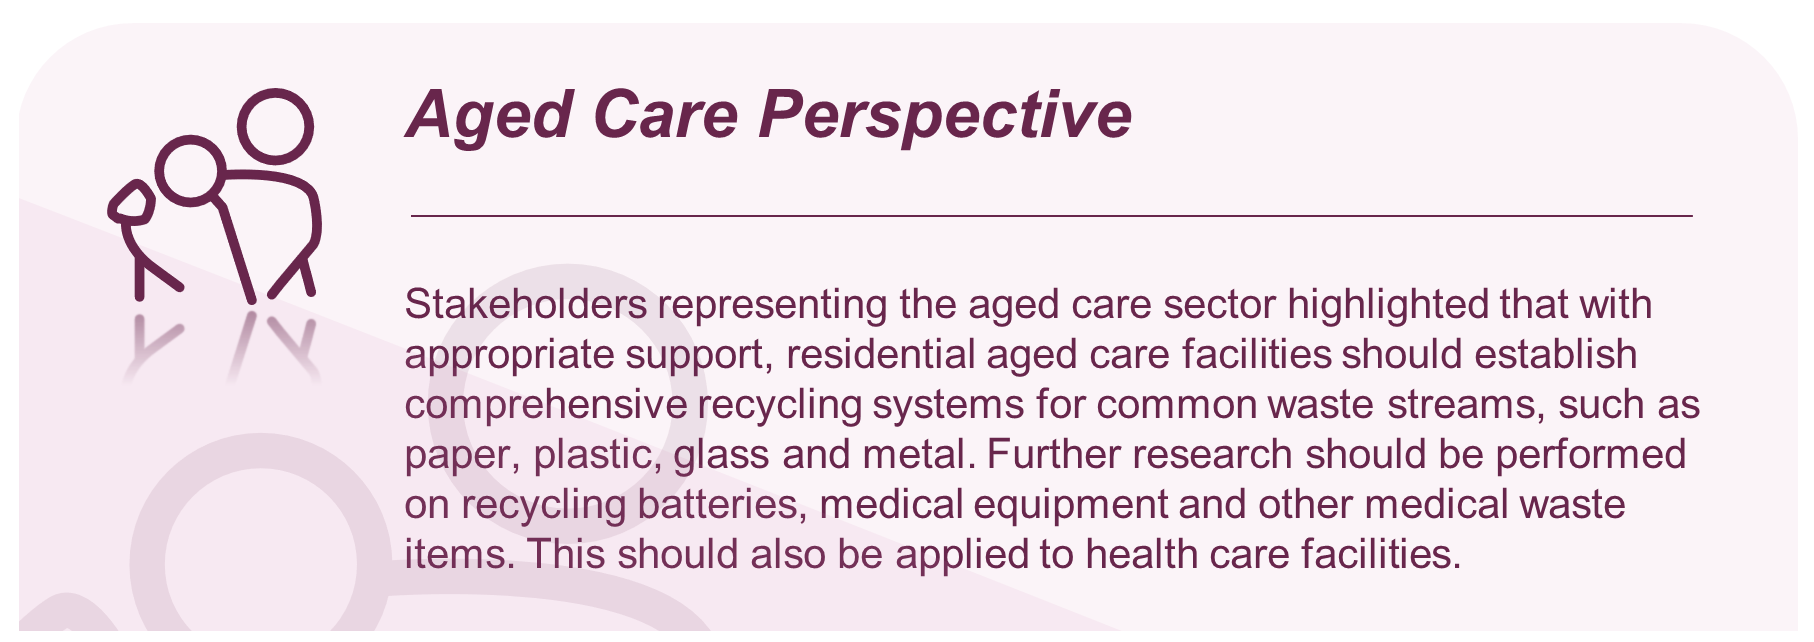 Aged Care Perspective
Stakeholders representing the aged care sector highlighted that with
appropriate support, residential aged care facilities should establish
comprehensive recycling systems for common waste streams, such as
paper, plastic, glass and metal. Further research should be performed
on recycling batteries, medical equipment and other medical waste
items. This should also be applied to health care facilities.